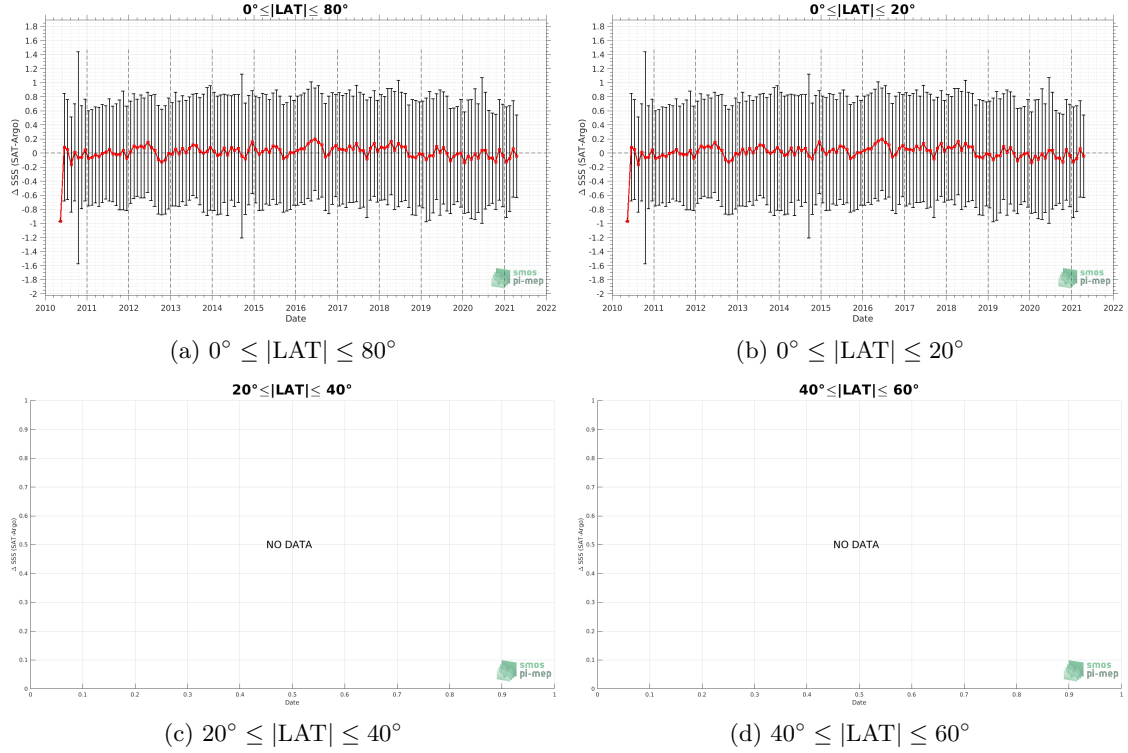 0°≤|LAT|≤ 80°
1.8
1.6
1.4
1.2
1
0.8
0.6
0.4
0.2
0
-0.2
-0.4
-0.6
-0.8
-1
-1.2
-1.4
-1.6
-1.8
-2
Δ SSS (SAT-Argo)
2010 2011 2012 2013 2014 2015 2016 2017 2018 2019 2020 2021 2022
Date
smos
pi-mep
(a) 0° ≤ |LAT| ≤ 80°
0°≤|LAT|≤ 20°
1.8
1.6
1.4
1.2
1
0.8
0.6
0.4
0.2
0
-0.2
-0.4
-0.6
-0.8
-1
-1.2
-1.4
-1.6
-1.8
-2
Δ SSS (SAT-Argo)
2010 2011 2012 2013 2014 2015 2016 2017 2018 2019 2020 2021 2022
Date
smos
pi-mep
(b) 0° ≤ |LAT| ≤ 20°
20°≤|LAT|≤ 40°
1
0.9
0.8
0.7
0.6
0.5
0.4
0.3
0.2
0.1
0
Δ SSS (SAT-Argo)
NO DATA
0 0.1 0.2 0.3 0.4 0.5 0.6 0.7 0.8 0.9 1
Date
smos
pi-mep
(c) 20° ≤ |LAT| ≤ 40°
40°≤|LAT|≤ 60°
1
0.9
0.8
0.7
0.6
0.5
0.4
0.3
0.2
0.1
0
Δ SSS (SAT-Argo)
NO DATA
0 0.1 0.2 0.3 0.4 0.5 0.6 0.7 0.8 0.9 1
Date
smos
pi-mep
(d) 40° ≤ |LAT| ≤ 60°